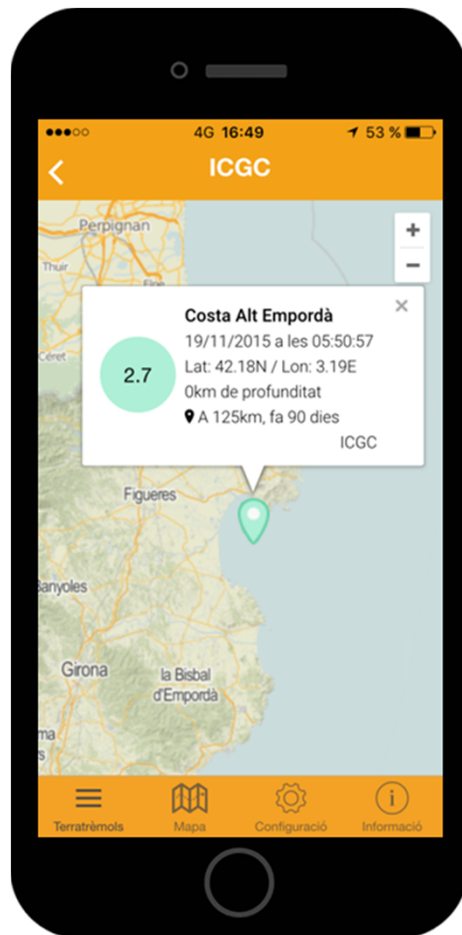 4G 16:49
53 %
ICGC
Perpignan
+
Thuir
−
Elne
Céret
×
Costa Alt Empordà
19/11/2015 a les 05:50:57
2.7
Lat: 42.18N / Lon: 3.19E
0km de profunditat
A 125km, fa 90 dies
ICGC
Figueres
Banyoles
Girona
la Bisbal
d'Empordà
Terratrèmols
Mapa
Configuració
Informació